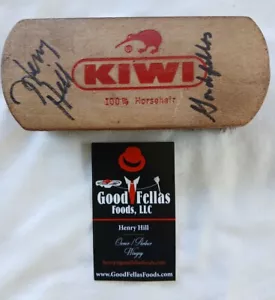 Henry
Hill
Goodfellas
KIWI
100% Horsehair
GOOD FELLAS
FOODS, LLC
Henry Hill
www.GoodFellasFoods.com